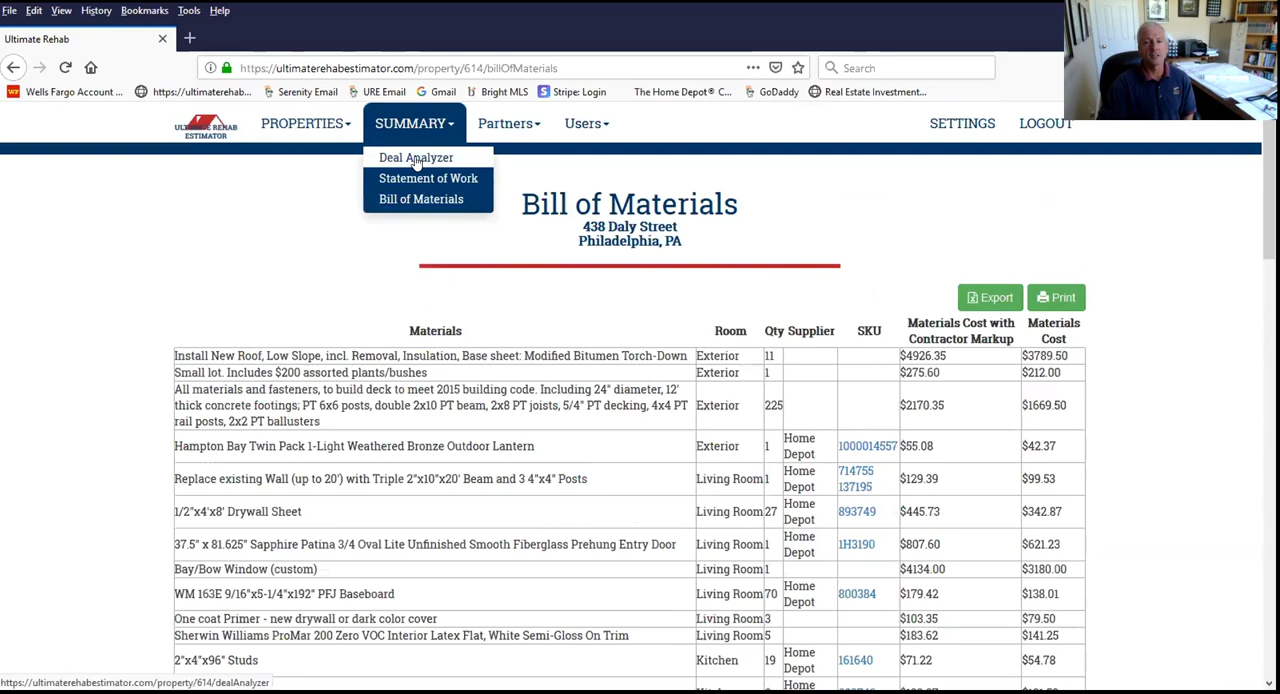 File Edit View History Bookmarks Tools Help
Ultimate Rehab
https://ultimaterehabestimator.com/property/614/billOfMaterials
Search
Wells Fargo Account ... https://ultimaterehab... Serenity Email URE Email Gmail Bright MLS Stripe: Login The Home Depot® C... GoDaddy Real Estate Investment...
ULTIMATE REHAB
ESTIMATOR
PROPERTIES SUMMARY Partners Users SETTINGS LOGOUT
Deal Analyzer
Statement of Work
Bill of Materials
Bill of Materials
438 Daly Street
Philadelphia, PA
Export Print
Materials Room Qty Supplier SKU Materials Cost with Contractor Markup Materials Cost
Install New Roof, Low Slope, incl. Removal, Insulation, Base sheet: Modified Bitumen Torch-Down Exterior 11 $4926.35 $3789.50
Small lot. Includes $200 assorted plants/bushes Exterior 1 $275.60 $212.00
All materials and fasteners, to build deck to meet 2015 building code. Including 24" diameter, 12'
thick concrete footings; PT 6x6 posts, double 2x10 PT beam, 2x8 PT joists, 5/4" PT decking, 4x4 PT
rail posts, 2x2 PT ballusters
Exterior 225 $2170.35 $1669.50
Hampton Bay Twin Pack 1-Light Weathered Bronze Outdoor Lantern Exterior 1 Home Depot 1000014557 $55.08 $42.37
Replace existing Wall (up to 20') with Triple 2"x10"x20' Beam and 3 4"x4" Posts Living Room 1 Home Depot 714755 137195 $129.39 $99.53
1/2"x4'x8' Drywall Sheet Living Room 27 Home Depot 893749 $445.73 $342.87
37.5" x 81.625" Sapphire Patina 3/4 Oval Lite Unfinished Smooth Fiberglass Prehung Entry Door Living Room 1 Home Depot 1H3190 $807.60 $621.23
Bay/Bow Window (custom) Living Room 1 $4134.00 $3180.00
WM 163E 9/16"x5-1/4"x192" PFJ Baseboard Living Room 70 Home Depot 800384 $179.42 $138.01
One coat Primer - new drywall or dark color cover Living Room 3 $103.35 $79.50
Sherwin Williams ProMar 200 Zero VOC Interior Latex Flat, White Semi-Gloss On Trim Living Room 5 $183.62 $141.25
2"x4"x96" Studs Kitchen 19 Home Depot 161640 $71.22 $54.78
Home
https://ultimaterehabestimator.com/property/614/dealAnalyzer